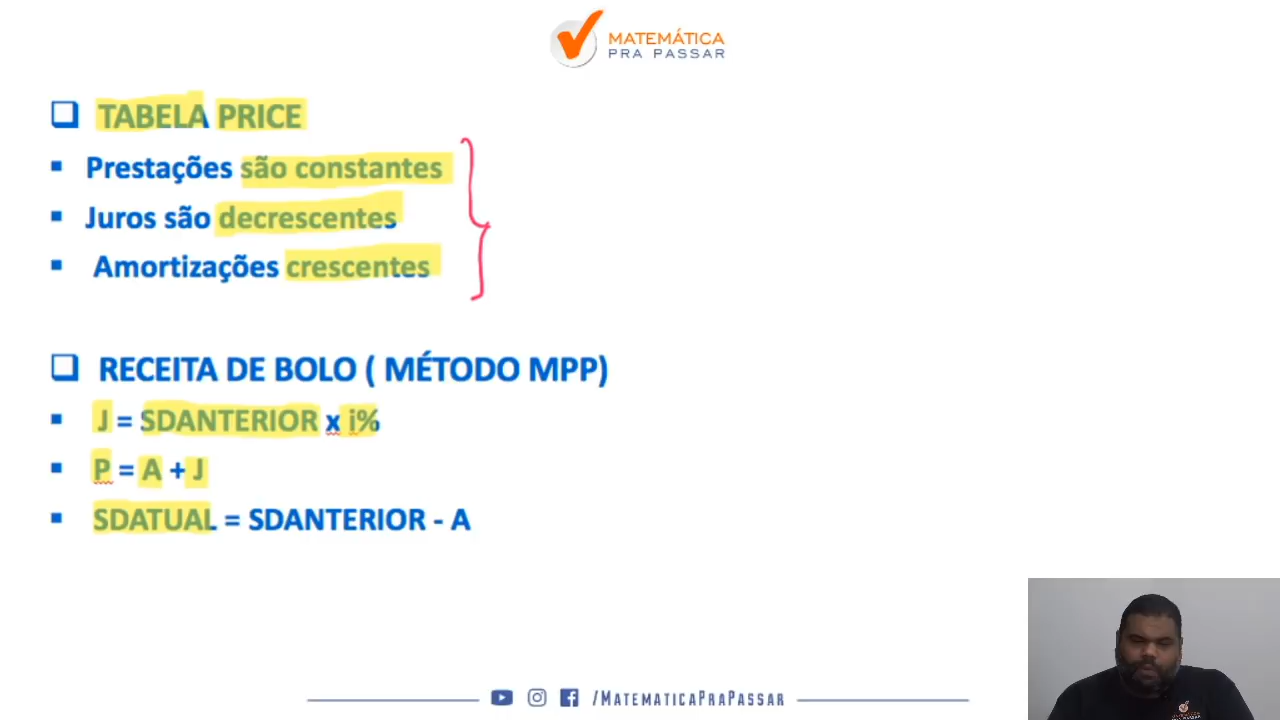 MATEMÁTICA
PRA PASSAR
TABELA PRICE
Prestações são constantes
Juros são decrescentes
Amortizações crescentes
RECEITA DE BOLO ( MÉTODO MPP)
J = SDANTERIOR x i%
P = A + J
SDATUAL = SDANTERIOR - A
/MATEMATICAPRAPASSAR